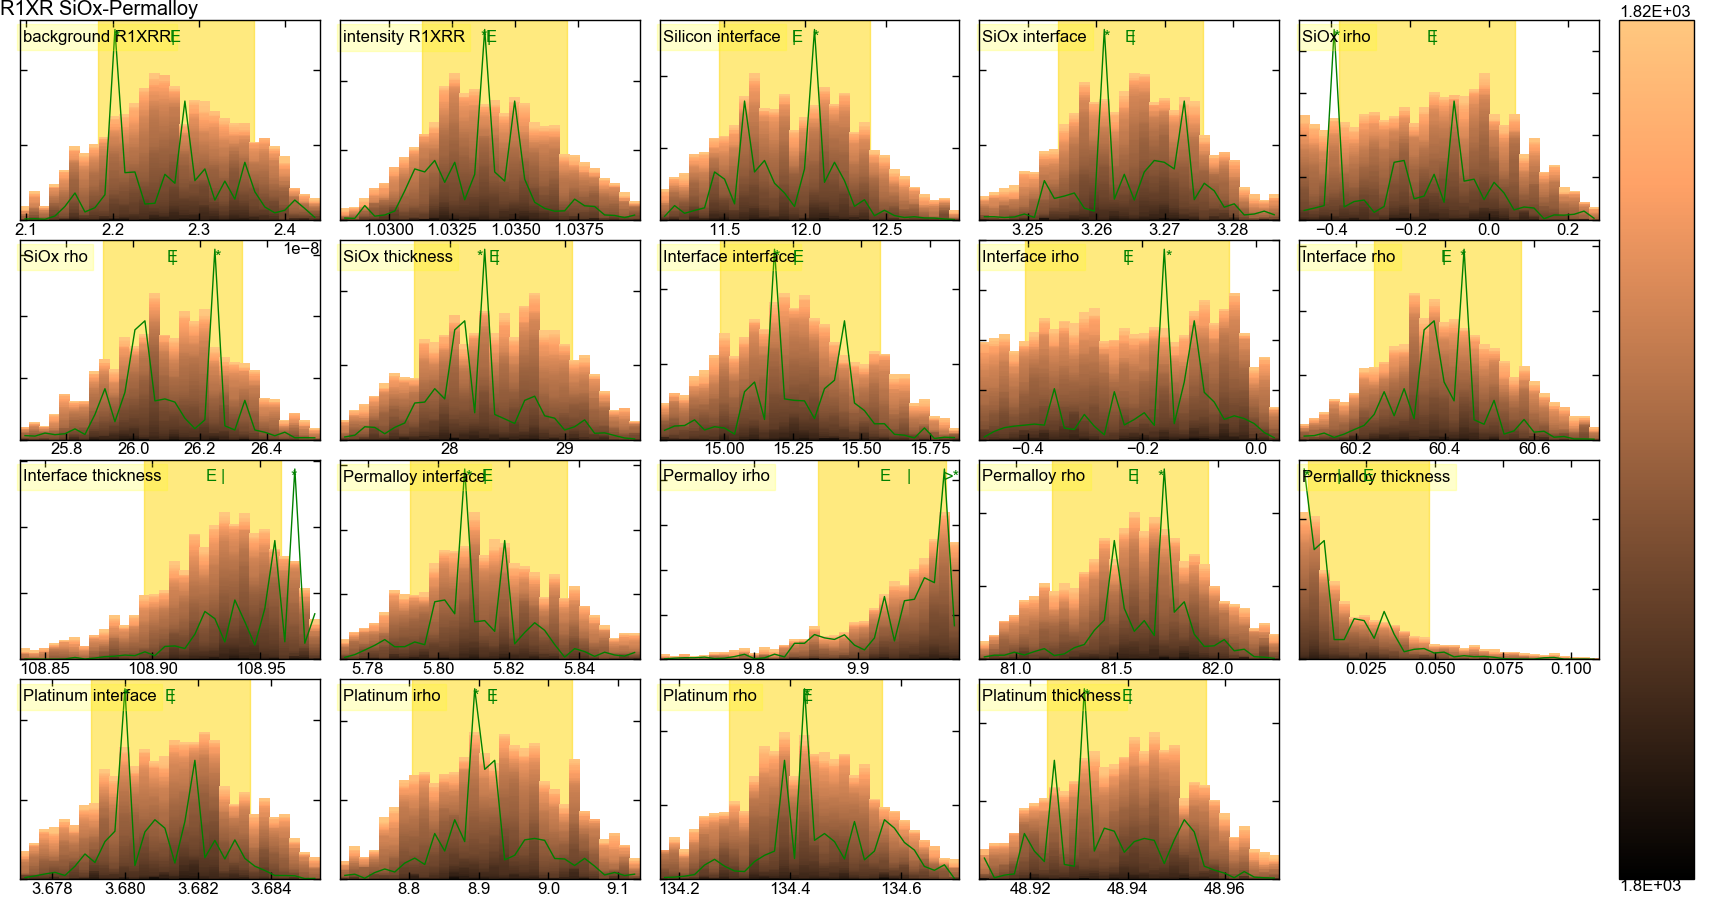 R1XR SiOx-Permalloy
1.82E+03
background R1XRR
E
2.1 2.2 2.3 2.4
intensity R1XRR
* E
1.0300 1.0325 1.0350 1.0375
Silicon interface
E *
11.5 12.0 12.5
SiOx interface
* E
3.25 3.26 3.27 3.28
SiOx irho
* E
−0.4 −0.2 0.0 0.2
SiOx rho
E *
1e−8
25.8 26.0 26.2 26.4
SiOx thickness
* E
28 29
Interface interface
* E
15.00 15.25 15.50 15.75
Interface irho
E *
−0.4 −0.2 0.0
Interface rho
E *
60.2 60.4 60.6
Interface thickness
E | *
108.85 108.90 108.95
Permalloy interface
* E
5.78 5.80 5.82 5.84
Permalloy irho
E | >*
9.8 9.9
Permalloy rho
E *
81.0 81.5 82.0
Permalloy thickness
* | E
0.025 0.050 0.075 0.100
Platinum interface
E
3.678 3.680 3.682 3.684
Platinum irho
* E
8.8 8.9 9.0 9.1
Platinum rho
E
134.2 134.4 134.6
Platinum thickness
* E
48.92 48.94 48.96
1.8E+03